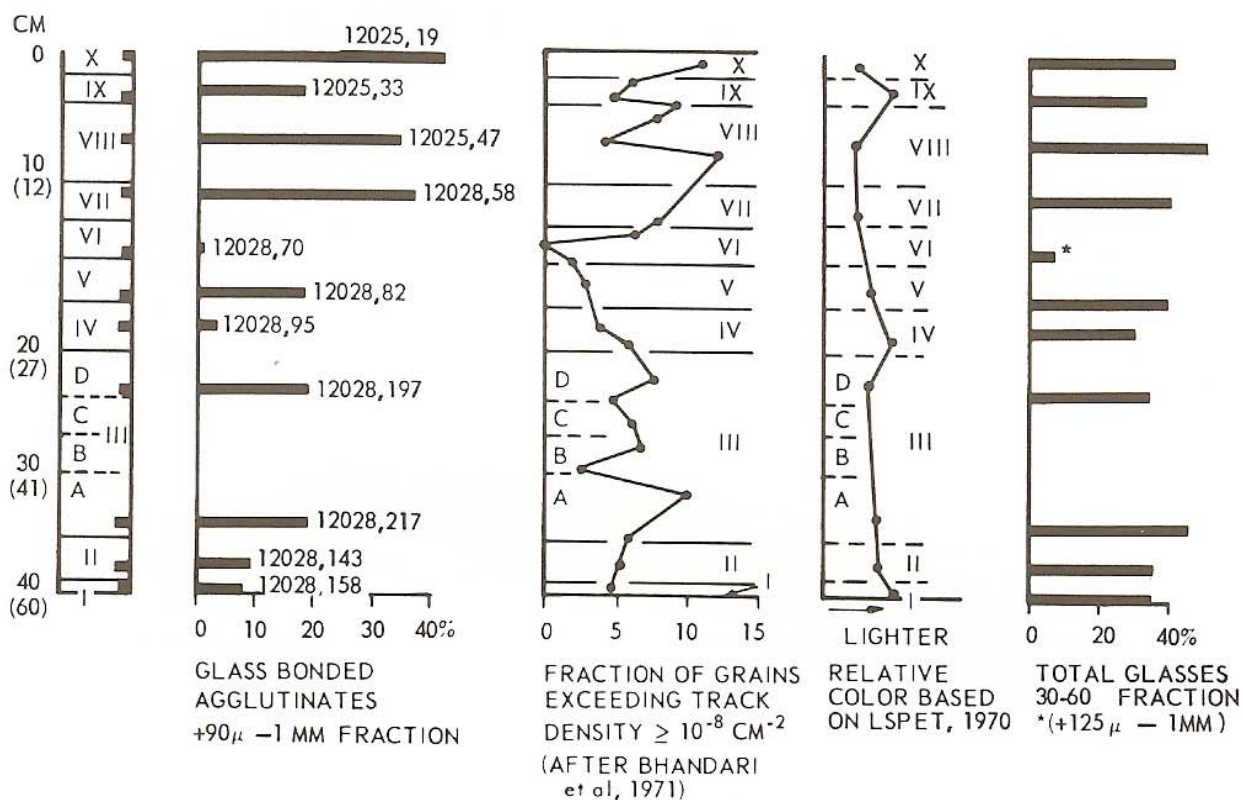 CM
0
10
(12)
20
(27)
30
(41)
40
(60)
X
IX
VIII
VII
VI
V
IV
D
C
III
B
A
II
I
12025,19
12025,33
12025,47
12028,58
12028,70
12028,82
12028,95
12028,197
12028,217
12028,143
12028,158
0 10 20 30 40%
GLASS BONDED
AGGLUTINATES
+90μ –1 MM FRACTION
X
IX
VIII
VII
VI
V
IV
D
C
III
B
A
II
I
0 5 10 15
FRACTION OF GRAINS
EXCEEDING TRACK
DENSITY ≥ 10⁻⁸ CM⁻²
(AFTER BHANDARI
et al, 1971)
X
IX
VIII
VII
VI
V
IV
D
C
III
B
A
II
I
LIGHTER
RELATIVE
COLOR BASED
ON LSPET, 1970
*
20 40%
TOTAL GLASSES
30-60 FRACTION
*(+125 μ – 1MM)